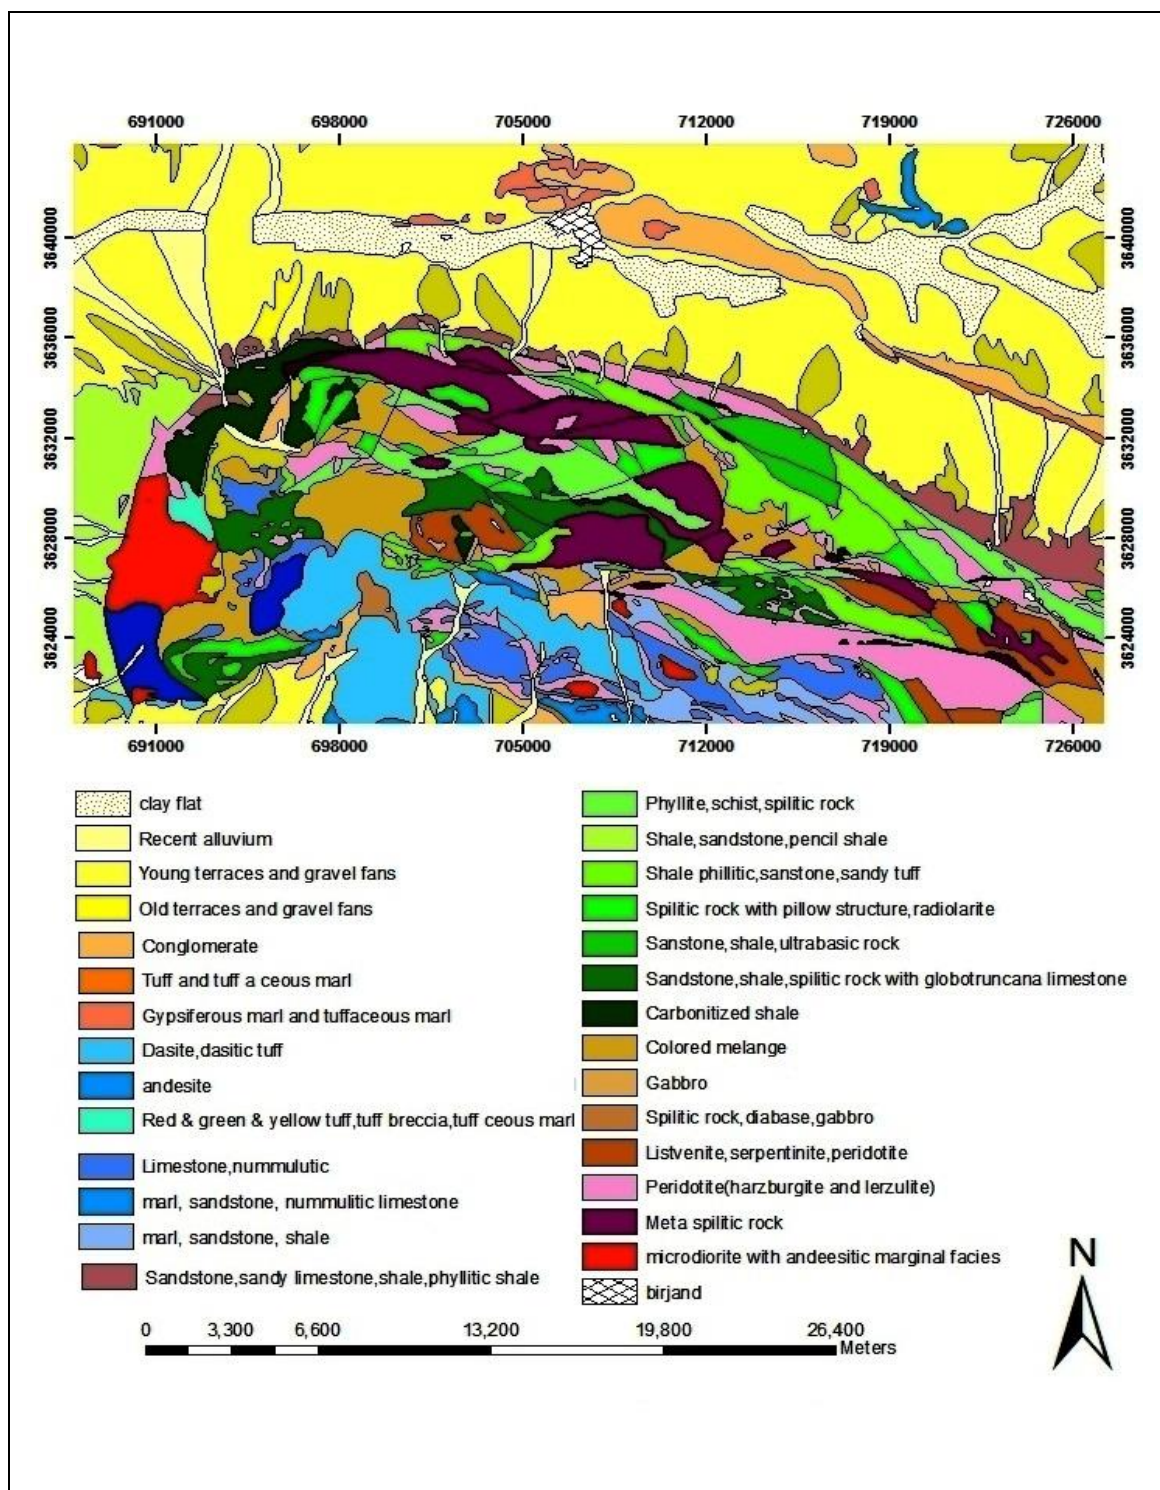 691000 698000 705000 712000 719000 726000
3640000 3640000
3636000 3636000
3632000 3632000
3628000 3628000
3624000 3624000
691000 698000 705000 712000 719000 726000
clay flat
Recent alluvium
Young terraces and gravel fans
Old terraces and gravel fans
Conglomerate
Tuff and tuff a ceous marl
Gypsiferous marl and tuffaceous marl
Dasite,dasitic tuff
andesite
Red & green & yellow tuff,tuff breccia,tuff ceous marl
Limestone,nummulutic
marl, sandstone, nummulitic limestone
marl, sandstone, shale
Sandstone,sandy limestone,shale,phyllitic shale
Phyllite,schist,spilitic rock
Shale,sandstone,pencil shale
Shale phillitic,sanstone,sandy tuff
Spilitic rock with pillow structure,radiolarite
Sanstone,shale,ultrabasic rock
Sandstone,shale,spilitic rock with globotruncana limestone
Carbonitized shale
Colored melange
Gabbro
Spilitic rock,diabase,gabbro
Listvenite,serpentinite,peridotite
Peridotite(harzburgite and lerzulite)
Meta spilitic rock
microdiorite with andeesitic marginal facies
birjand
N
0 3,300 6,600 13,200 19,800 26,400
Meters